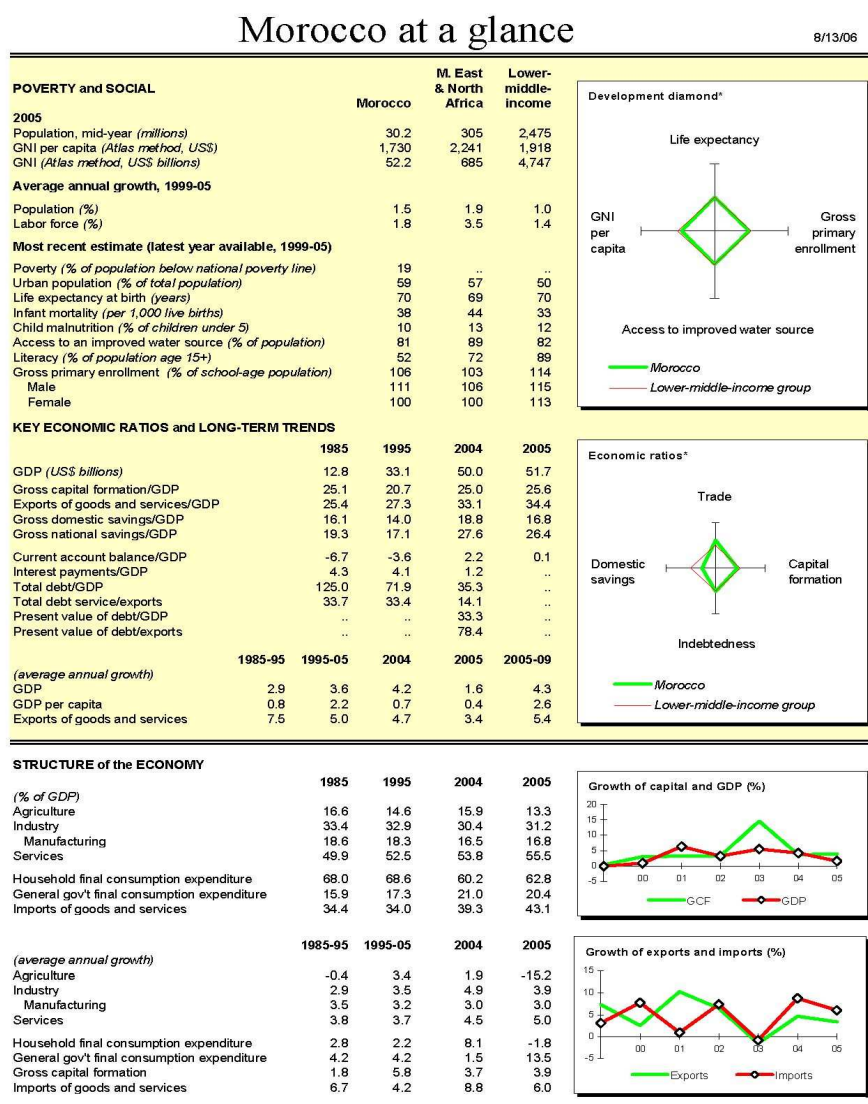 Morocco at a glance
8/13/06
POVERTY and SOCIAL
Morocco
M. East & North Africa
Lower-middle-income
2005
Population, mid-year (millions) 30.2 305 2,475
GNI per capita (Atlas method, US$) 1,730 2,241 1,918
GNI (Atlas method, US$ billions) 52.2 685 4,747
Average annual growth, 1999-05
Population (%) 1.5 1.9 1.0
Labor force (%) 1.8 3.5 1.4
Most recent estimate (latest year available, 1999-05)
Poverty (% of population below national poverty line) 19 .. ..
Urban population (% of total population) 59 57 50
Life expectancy at birth (years) 70 69 70
Infant mortality (per 1,000 live births) 38 44 33
Child malnutrition (% of children under 5) 10 13 12
Access to an improved water source (% of population) 81 89 82
Literacy (% of population age 15+) 52 72 89
Gross primary enrollment (% of school-age population) 106 103 114
Male 111 106 115
Female 100 100 113
Development diamond*
Life expectancy
GNI per capita
Gross primary enrollment
Access to improved water source
Morocco
Lower-middle-income group
KEY ECONOMIC RATIOS and LONG-TERM TRENDS
1985 1995 2004 2005
GDP (US$ billions) 12.8 33.1 50.0 51.7
Gross capital formation/GDP 25.1 20.7 25.0 25.6
Exports of goods and services/GDP 25.4 27.3 33.1 34.4
Gross domestic savings/GDP 16.1 14.0 18.8 16.8
Gross national savings/GDP 19.3 17.1 27.6 26.4
Current account balance/GDP -6.7 -3.6 2.2 0.1
Interest payments/GDP 4.3 4.1 1.2 ..
Total debt/GDP 125.0 71.9 35.3 ..
Total debt service/exports 33.7 33.4 14.1 ..
Present value of debt/GDP .. .. 33.3 ..
Present value of debt/exports .. .. 78.4 ..
1985-95 1995-05 2004 2005 2005-09
(average annual growth)
GDP 2.9 3.6 4.2 1.6 4.3
GDP per capita 0.8 2.2 0.7 0.4 2.6
Exports of goods and services 7.5 5.0 4.7 3.4 5.4
Economic ratios*
Trade
Domestic savings
Capital formation
Indebtedness
Morocco
Lower-middle-income group
STRUCTURE of the ECONOMY
1985 1995 2004 2005
(% of GDP)
Agriculture 16.6 14.6 15.9 13.3
Industry 33.4 32.9 30.4 31.2
Manufacturing 18.6 18.3 16.5 16.8
Services 49.9 52.5 53.8 55.5
Household final consumption expenditure 68.0 68.6 60.2 62.8
General gov't final consumption expenditure 15.9 17.3 21.0 20.4
Imports of goods and services 34.4 34.0 39.3 43.1
Growth of capital and GDP (%)
20
15
10
5
0
-5
00 01 02 03 04 05
GCF GDP
1985-95 1995-05 2004 2005
(average annual growth)
Agriculture -0.4 3.4 1.9 -15.2
Industry 2.9 3.5 4.9 3.9
Manufacturing 3.5 3.2 3.0 3.0
Services 3.8 3.7 4.5 5.0
Household final consumption expenditure 2.8 2.2 8.1 -1.8
General gov't final consumption expenditure 4.2 4.2 1.5 13.5
Gross capital formation 1.8 5.8 3.7 3.9
Imports of goods and services 6.7 4.2 8.8 6.0
Growth of exports and imports (%)
15
10
5
0
-5
00 01 02 03 04 05
Exports Imports